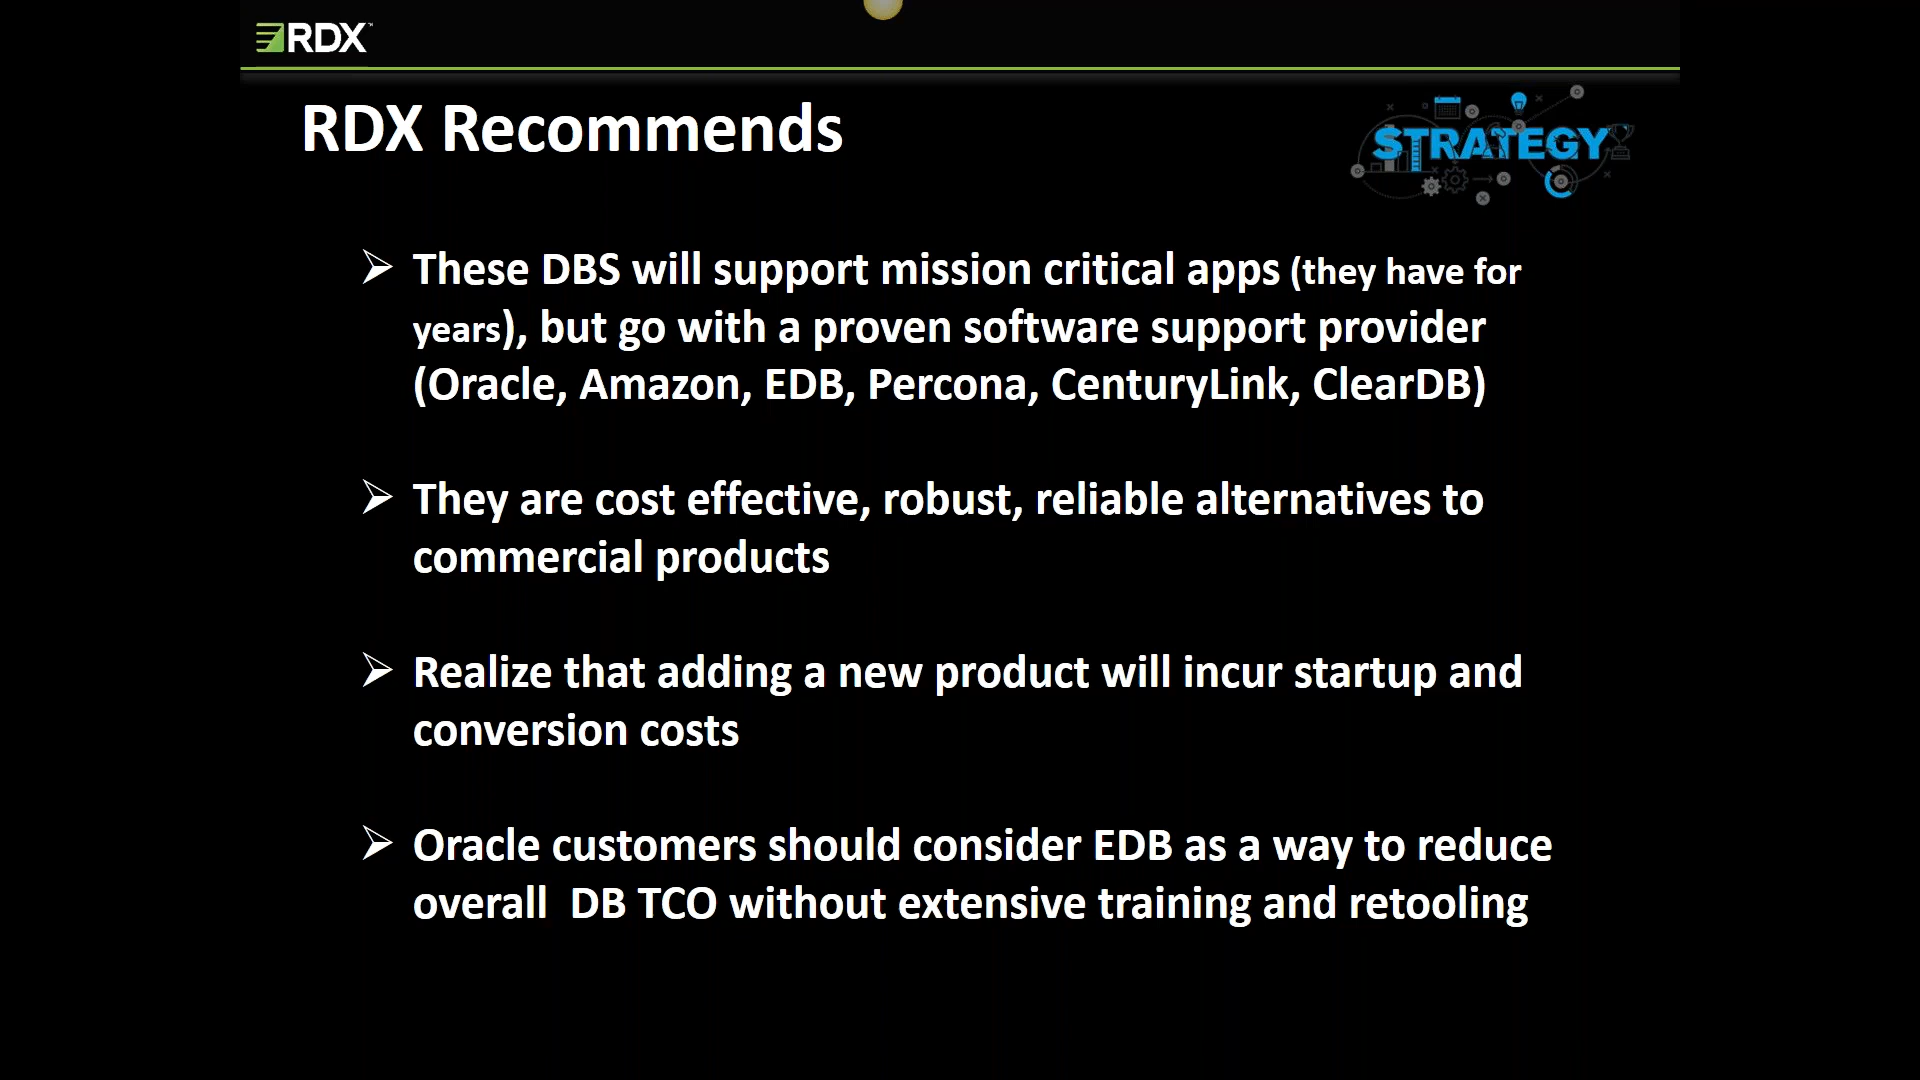 RDX™
RDX Recommends
STRATEGY
These DBS will support mission critical apps (they have for
years), but go with a proven software support provider
(Oracle, Amazon, EDB, Percona, CenturyLink, ClearDB)
They are cost effective, robust, reliable alternatives to
commercial products
Realize that adding a new product will incur startup and
conversion costs
Oracle customers should consider EDB as a way to reduce
overall  DB TCO without extensive training and retooling